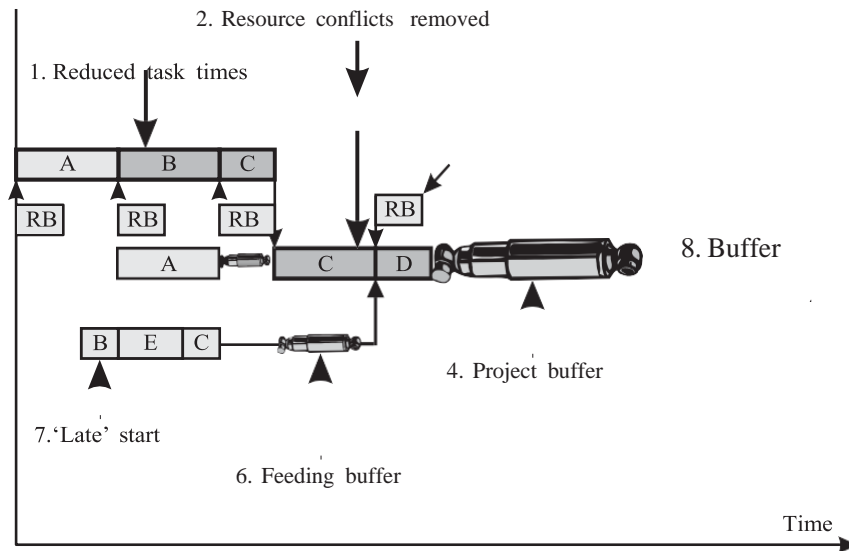 2. Resource conflicts removed
1. Reduced task times
A B C
RB RB RB RB
A C D
8. Buffer
B E C
4. Project buffer
7.‘Late’ start
6. Feeding buffer
Time